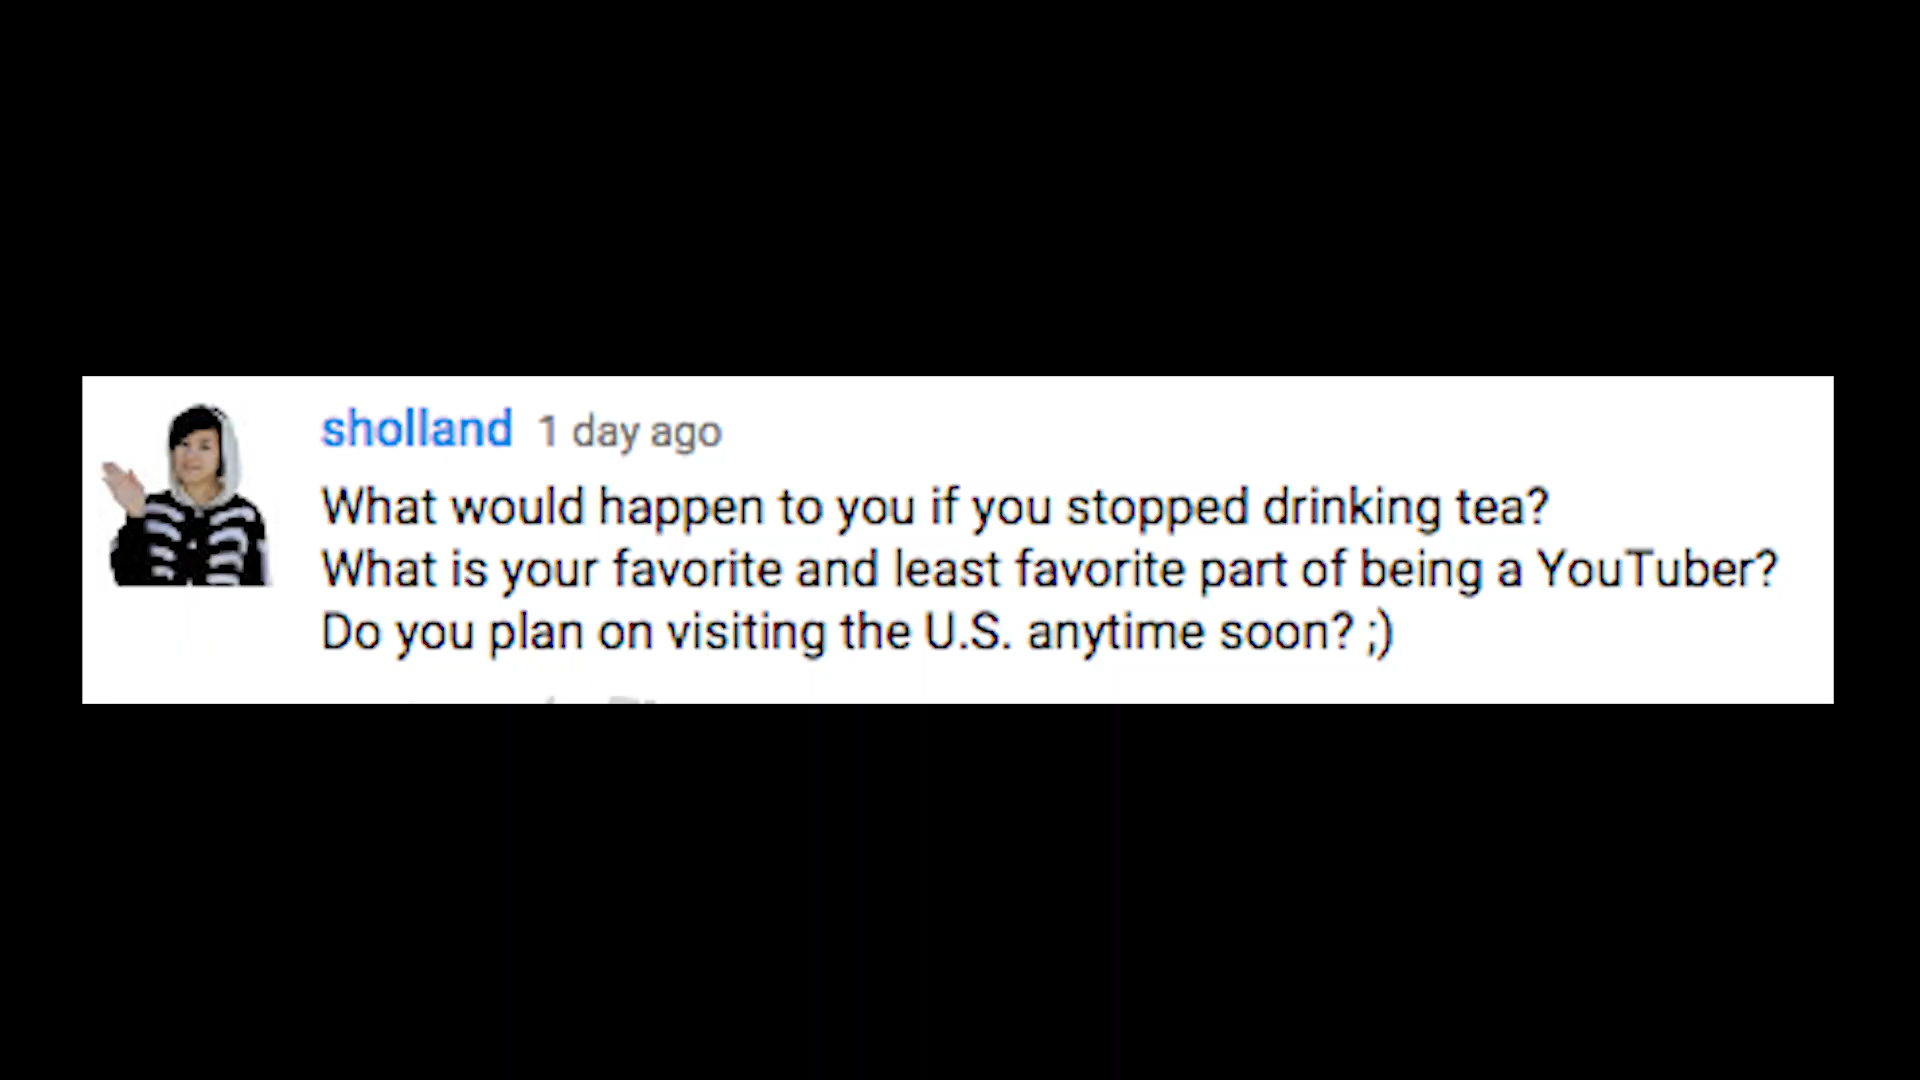 sholland 1 day ago
What would happen to you if you stopped drinking tea?
What is your favorite and least favorite part of being a YouTuber?
Do you plan on visiting the U.S. anytime soon? ;)